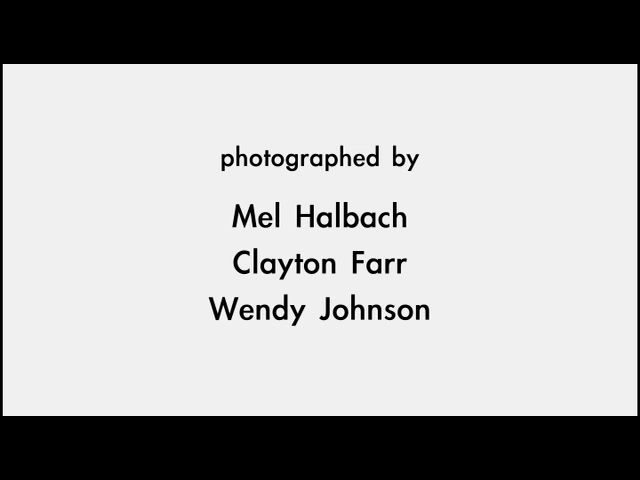 photographed by
Mel Halbach
Clayton Farr
Wendy Johnson